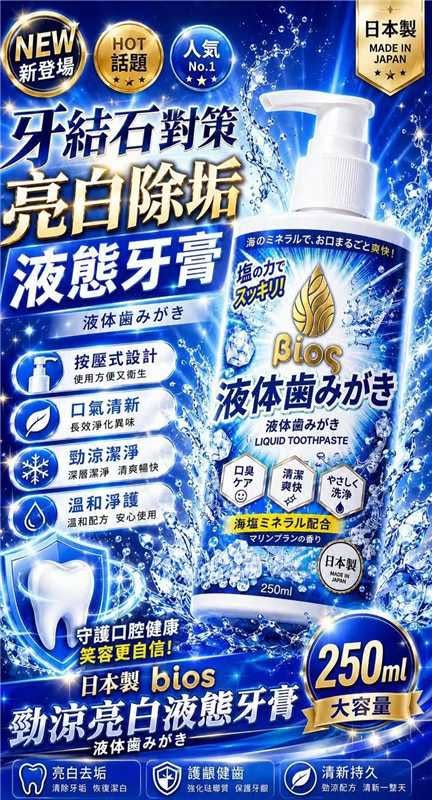 NEW
新登場
HOT
話題
人気
No.1
日本製
MADE IN
JAPAN
牙結石對策
亮白除垢
液態牙膏
液体歯みがき
按壓式設計
使用方便又衛生
口氣清新
長效淨化異味
勁涼潔淨
深層潔淨 清爽暢快
溫和淨護
溫和配方 安心使用
海のミネラルで、お口まるごと爽快!
塩の力で
スッキリ!
βios
液体歯みがき
液体歯みがき
LIQUID TOOTHPASTE
口臭
ケア
清潔
爽快
やさしく
洗浄
海塩ミネラル配合
マリンプランの香り
日本製
MADE IN
JAPAN
250ml
守護口腔健康
笑容更自信!
日本製 bios
勁涼亮白液態牙膏
液体歯みがき
250ml
大容量
亮白去垢
清除牙垢 恢復潔白
護齦健齒
強化琺瑯質 保護牙齦
清新持久
勁涼配方 清新一整天